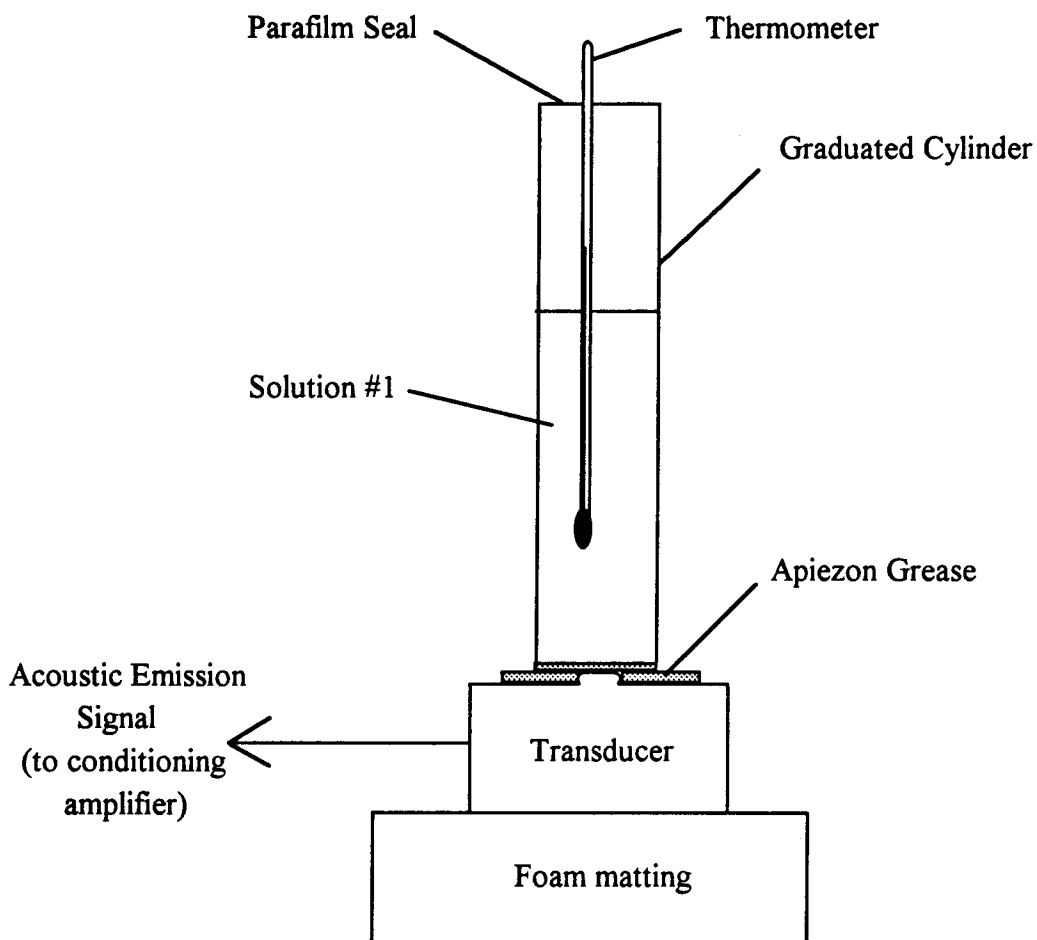 Parafilm Seal
Thermometer
Graduated Cylinder
Solution #1
Apiezon Grease
Acoustic Emission
Signal
(to conditioning
amplifier)
Transducer
Foam matting